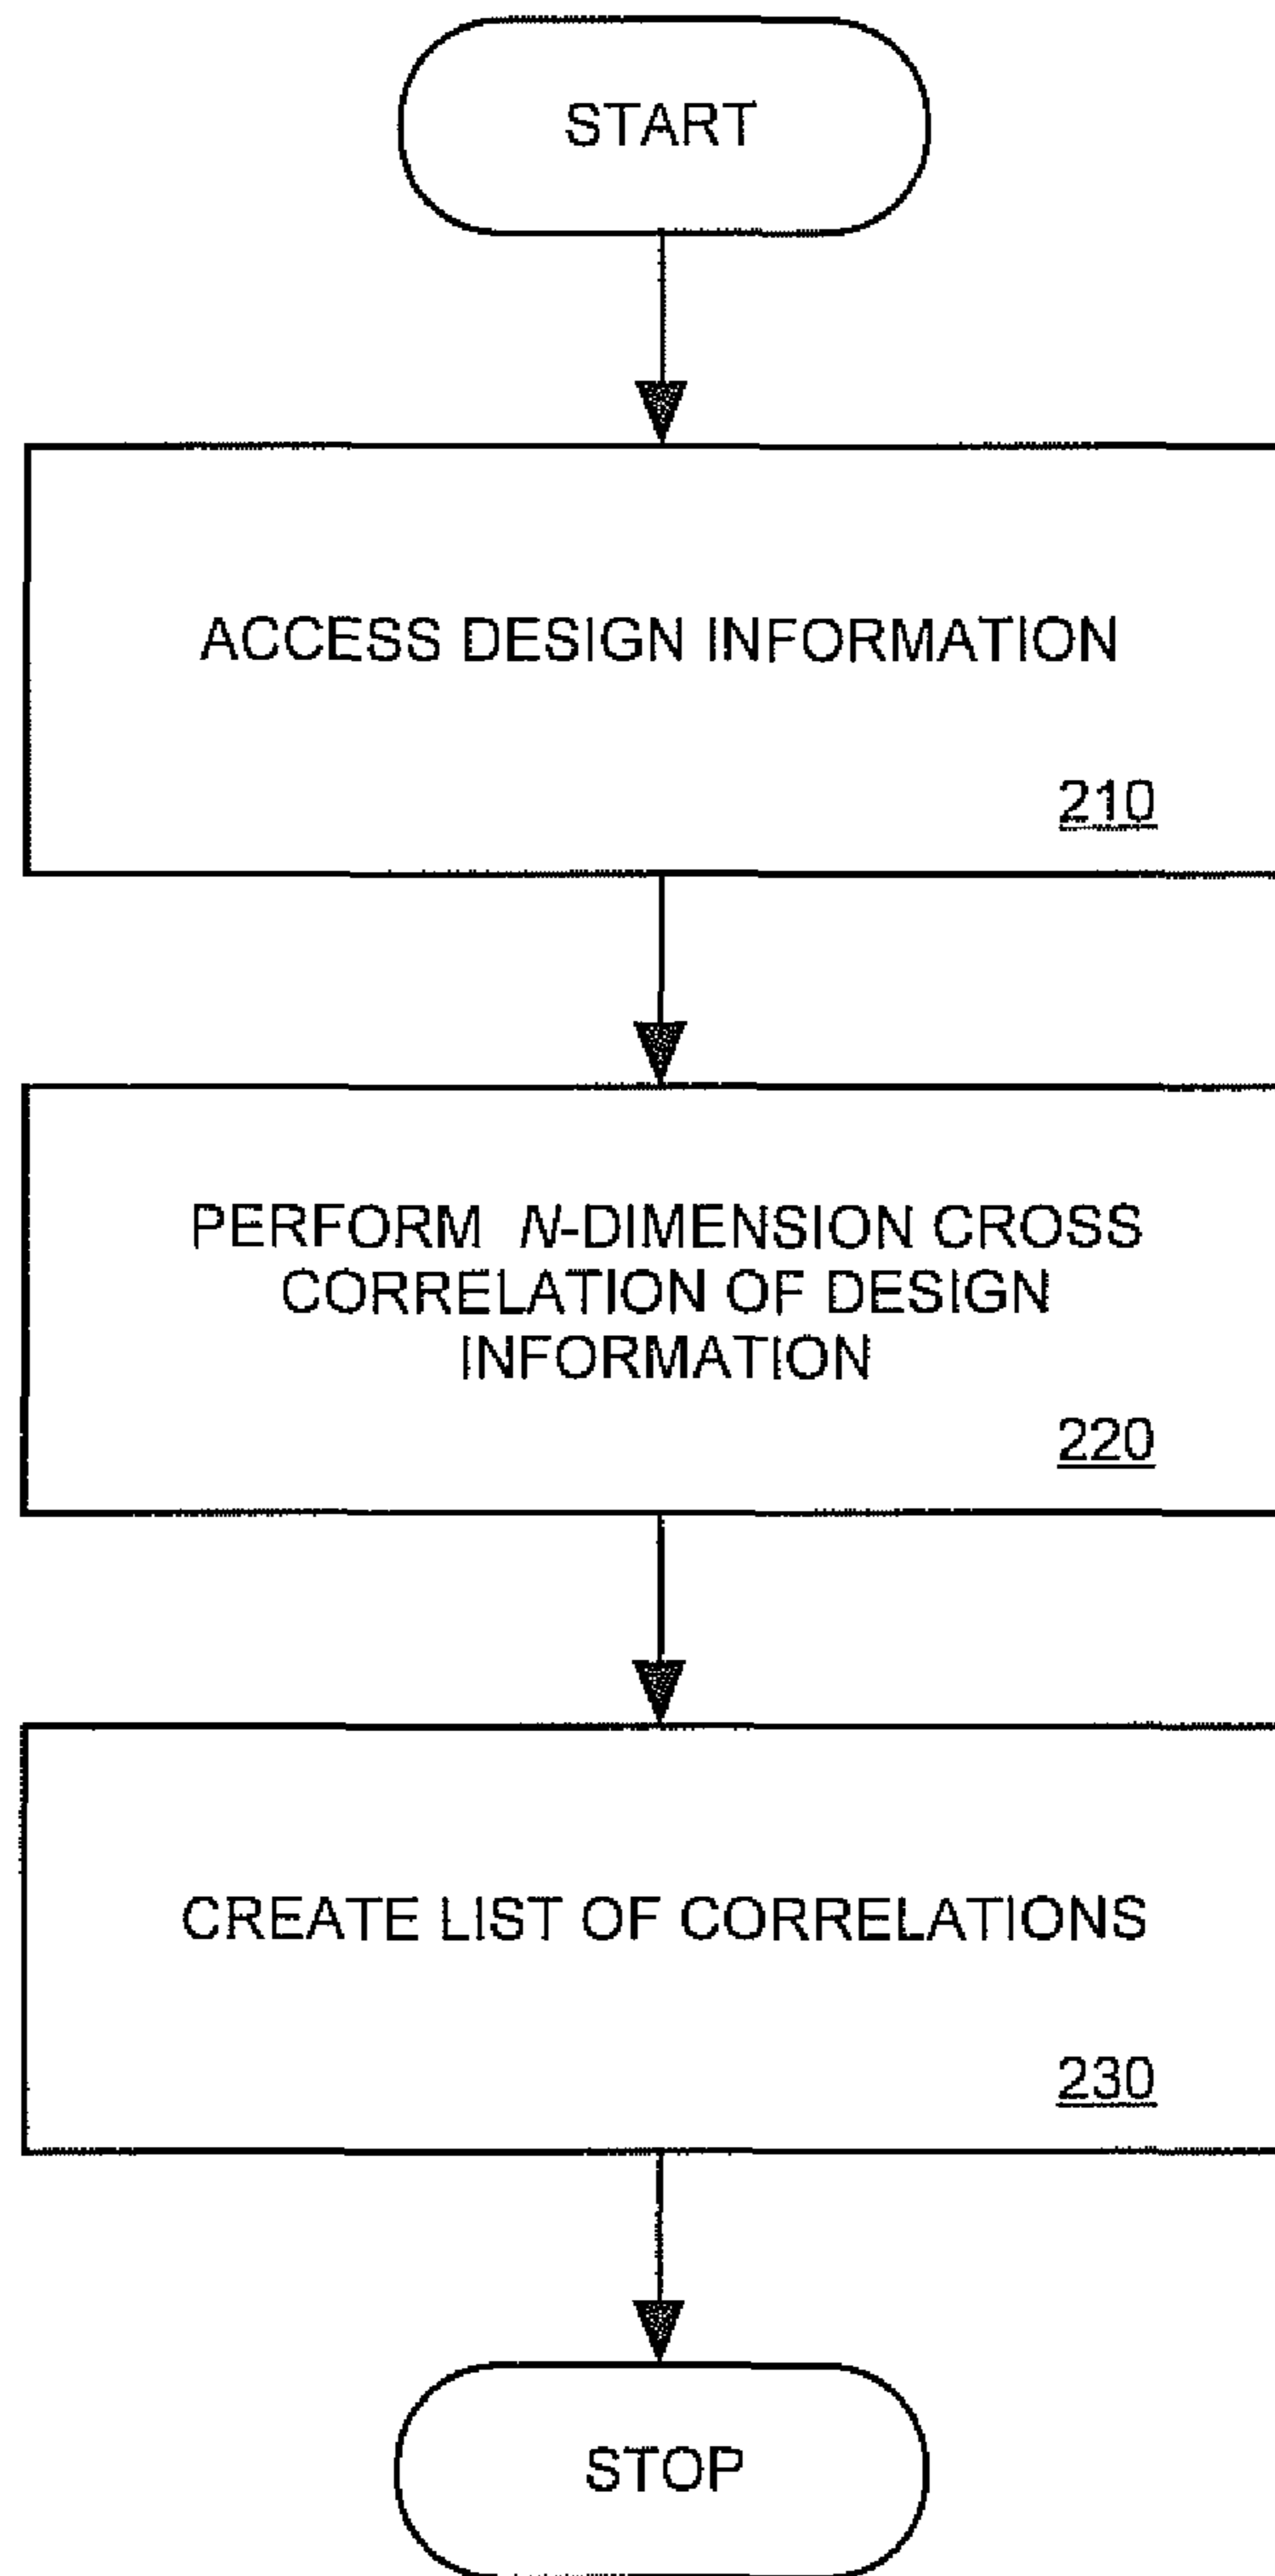 START
ACCESS DESIGN INFORMATION
210
PERFORM N-DIMENSION CROSS
CORRELATION OF DESIGN
INFORMATION
220
CREATE LIST OF CORRELATIONS
230
STOP